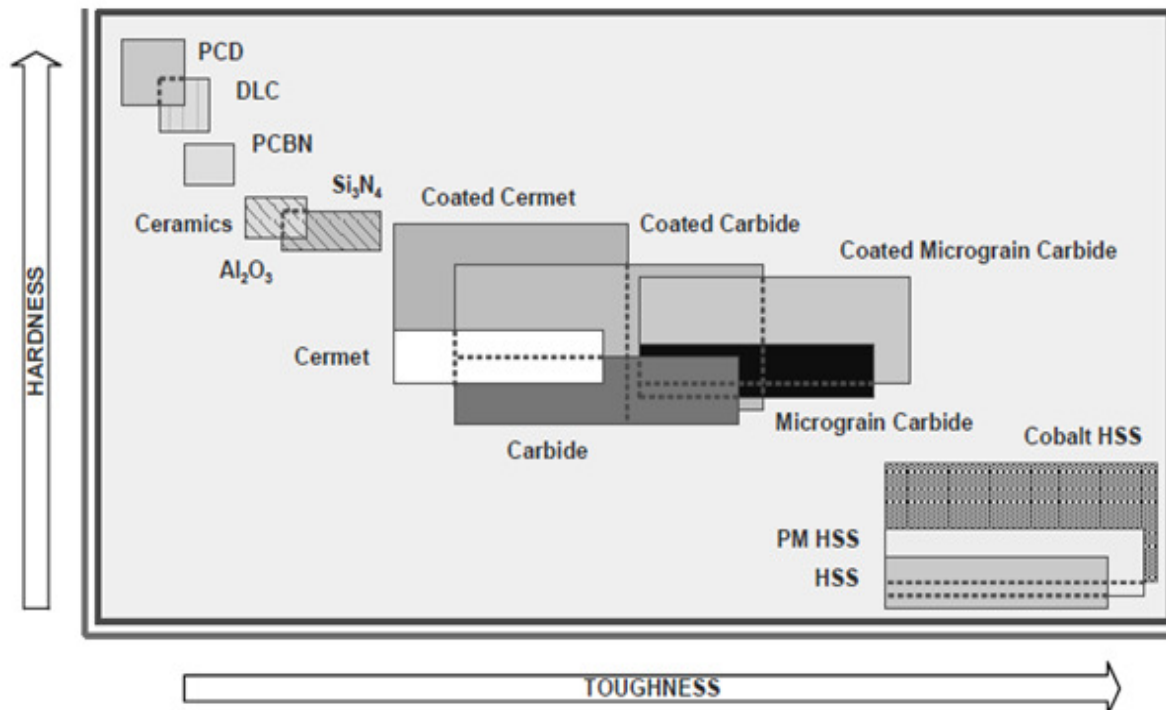 PCD
DLC
PCBN
Si₃N₄
Ceramics
Al₂O₃
Coated Cermet
Coated Carbide
Coated Micrograin Carbide
Cermet
Carbide
Micrograin Carbide
Cobalt HSS
PM HSS
HSS
HARDNESS
TOUGHNESS